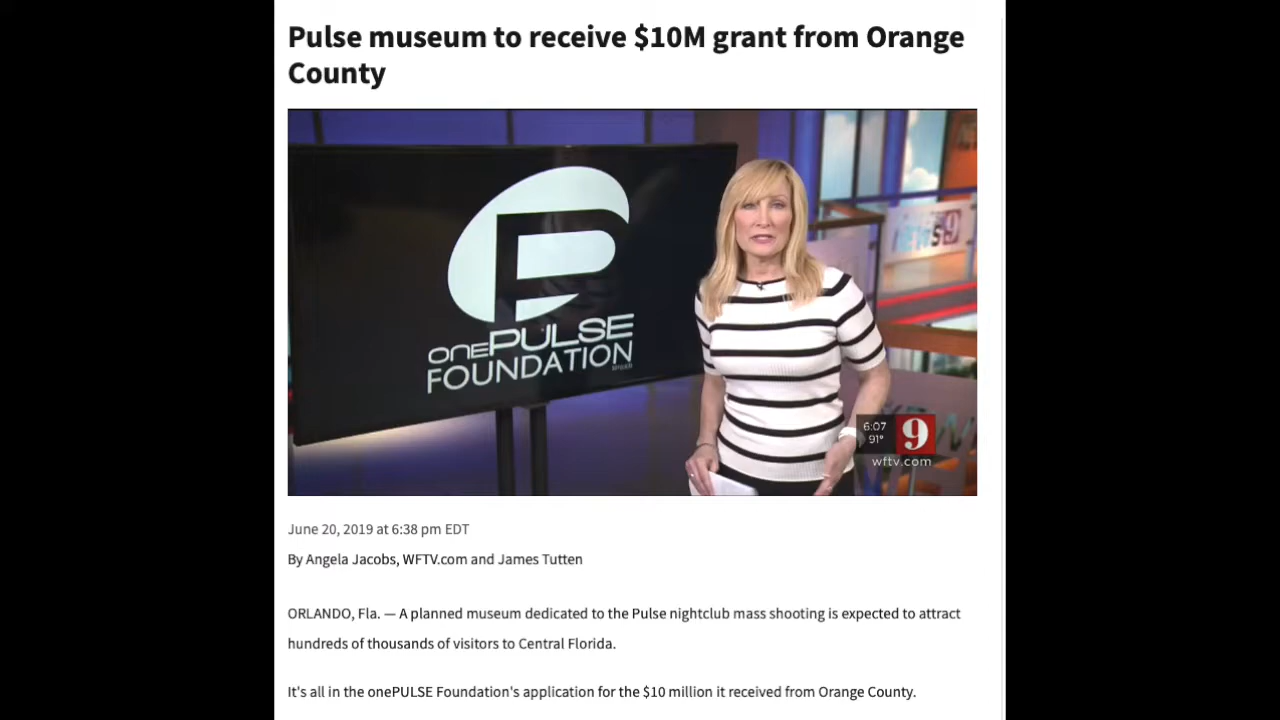 Pulse museum to receive $10M grant from Orange
County
onePULSE
FOUNDATION
NEWS 9
6:07
91°
9
wftv.com
June 20, 2019 at 6:38 pm EDT
By Angela Jacobs, WFTV.com and James Tutten
ORLANDO, Fla. — A planned museum dedicated to the Pulse nightclub mass shooting is expected to attract
hundreds of thousands of visitors to Central Florida.
It's all in the onePULSE Foundation's application for the $10 million it received from Orange County.